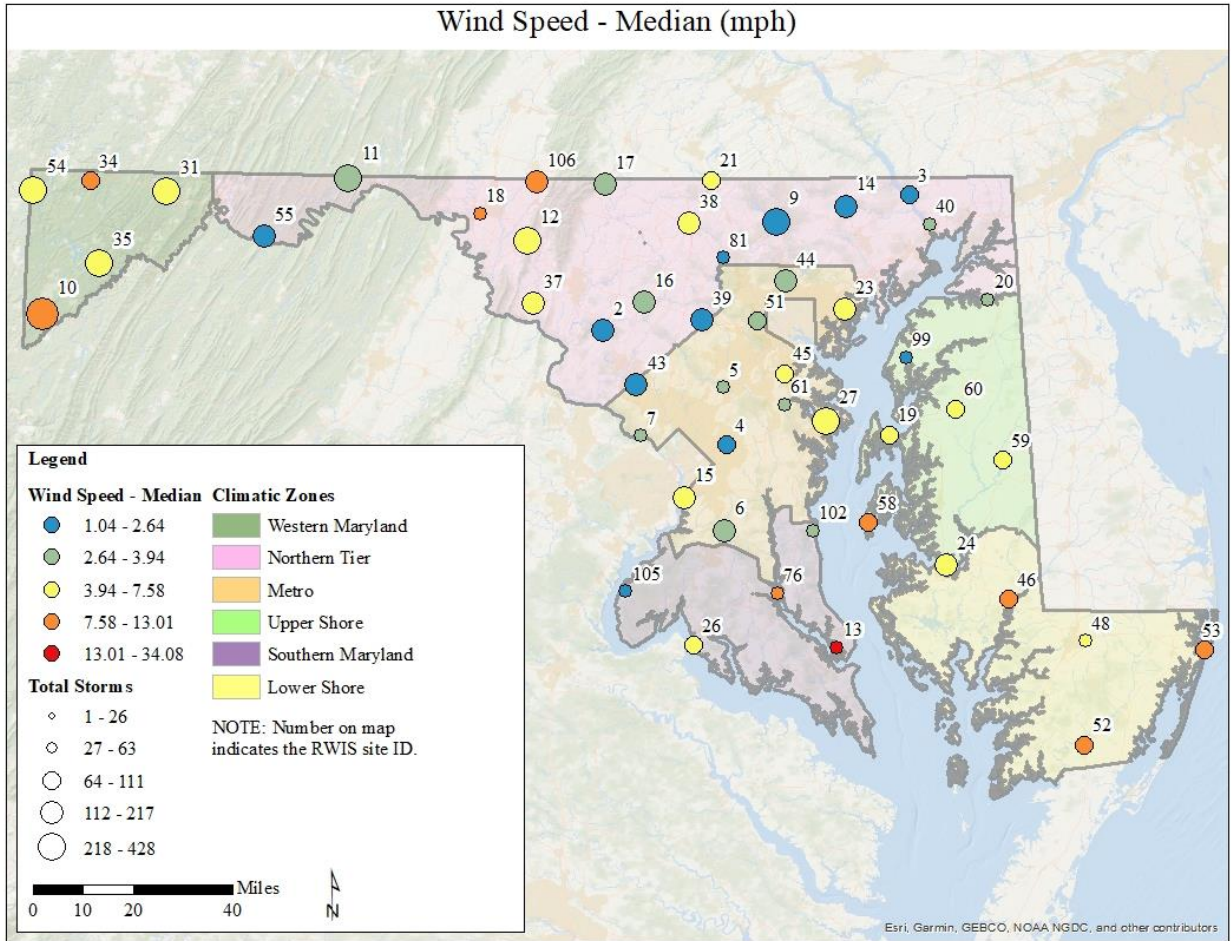 Wind Speed - Median (mph)
54
34
31
11
106
17
21
3
18
12
38
9
14
40
55
35
81
44
20
10
37
16
39
51
23
2
99
43
5
45
60
61
27
19
7
4
59
15
6
102
58
24
105
76
46
26
13
48
53
52
Legend
Wind Speed - Median
1.04 - 2.64
2.64 - 3.94
3.94 - 7.58
7.58 - 13.01
13.01 - 34.08
Total Storms
1 - 26
27 - 63
64 - 111
112 - 217
218 - 428
Climatic Zones
Western Maryland
Northern Tier
Metro
Upper Shore
Southern Maryland
Lower Shore
NOTE: Number on map
indicates the RWIS site ID.
Miles
0 10 20 40
N
Esri, Garmin, GEBCO, NOAA NGDC, and other contributors